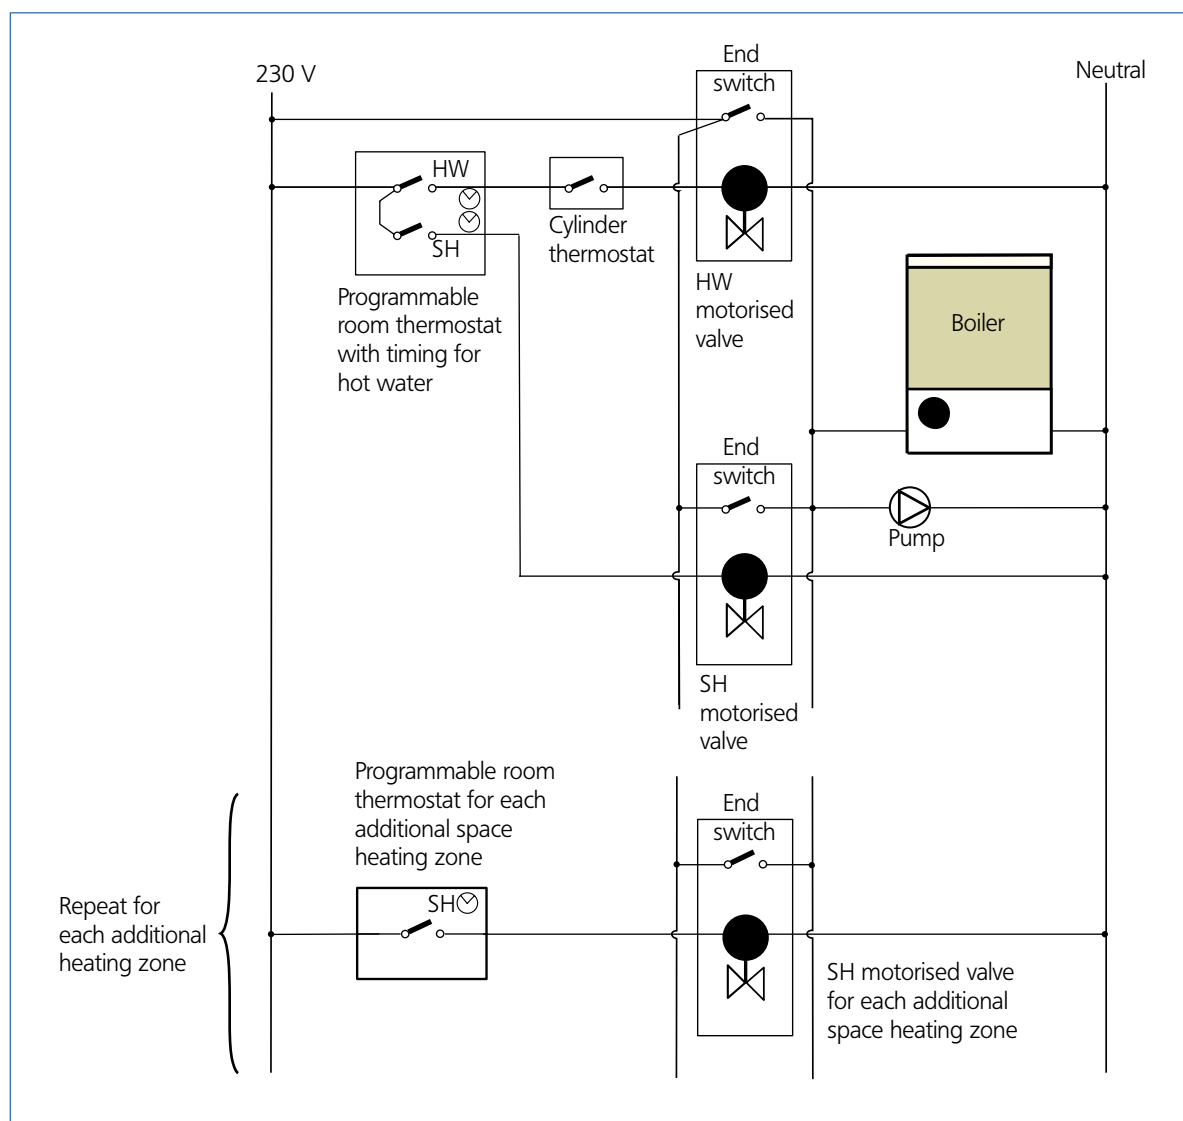 230 V
End
switch
Neutral
HW
SH
Cylinder
thermostat
Programmable
room thermostat
with timing for
hot water
HW
motorised
valve
Boiler
End
switch
Pump
SH
motorised
valve
Programmable room
thermostat for each
additional space
heating zone
End
switch
SH
Repeat for
each additional
heating zone
SH motorised valve
for each additional
space heating zone